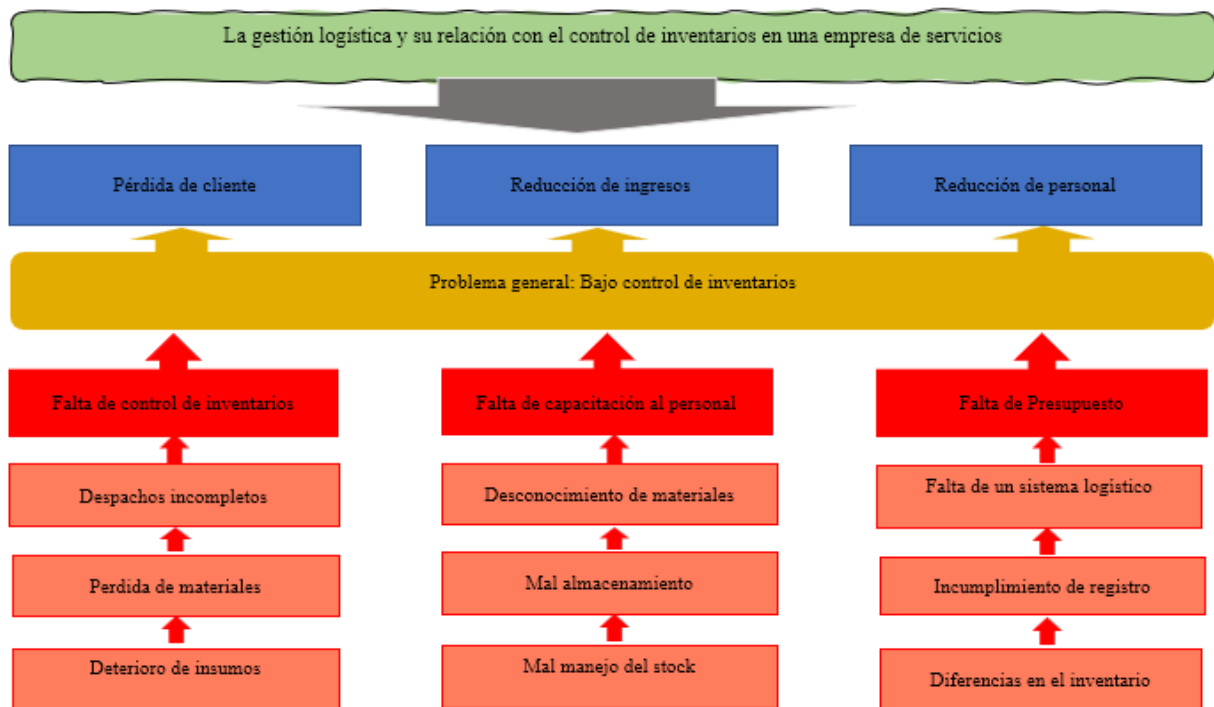 La gestión logística y su relación con el control de inventarios en una empresa de servicios
Pérdida de cliente
Reducción de ingresos
Reducción de personal
Problema general: Bajo control de inventarios
Falta de control de inventarios
Falta de capacitación al personal
Falta de Presupuesto
Despachos incompletos
Desconocimiento de materiales
Falta de un sistema logístico
Perdida de materiales
Mal almacenamiento
Incumplimiento de registro
Deterioro de insumos
Mal manejo del stock
Diferencias en el inventario